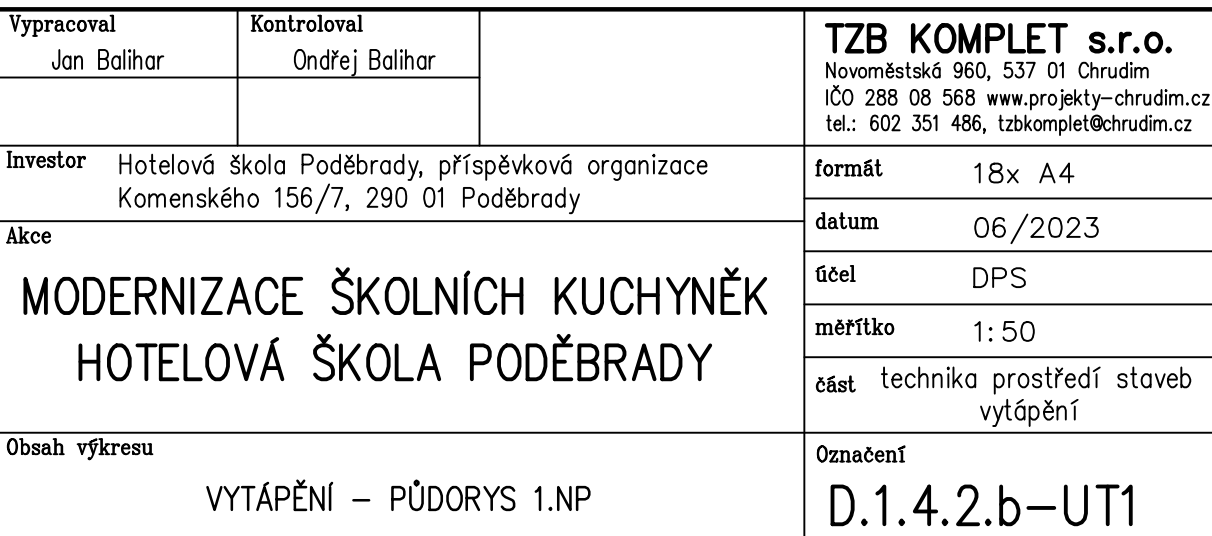 Vypracoval
Jan Balihar
Kontroloval
Ondřej Balihar
TZB KOMPLET s.r.o.
Novoměstská 960, 537 01 Chrudim
IČO 288 08 568 www.projekty-chrudim.cz
tel.: 602 351 486, tzbkomplet@chrudim.cz
Investor Hotelová škola Poděbrady, příspěvková organizace
Komenského 156/7, 290 01 Poděbrady
formát 18x A4
datum 06/2023
účel DPS
měřítko 1:50
část technika prostředí staveb
vytápění
Akce
MODERNIZACE ŠKOLNÍCH KUCHYNĚK
HOTELOVÁ ŠKOLA PODĚBRADY
Obsah výkresu
VYTÁPĚNÍ – PŮDORYS 1.NP
Označení
D.1.4.2.b-UT1